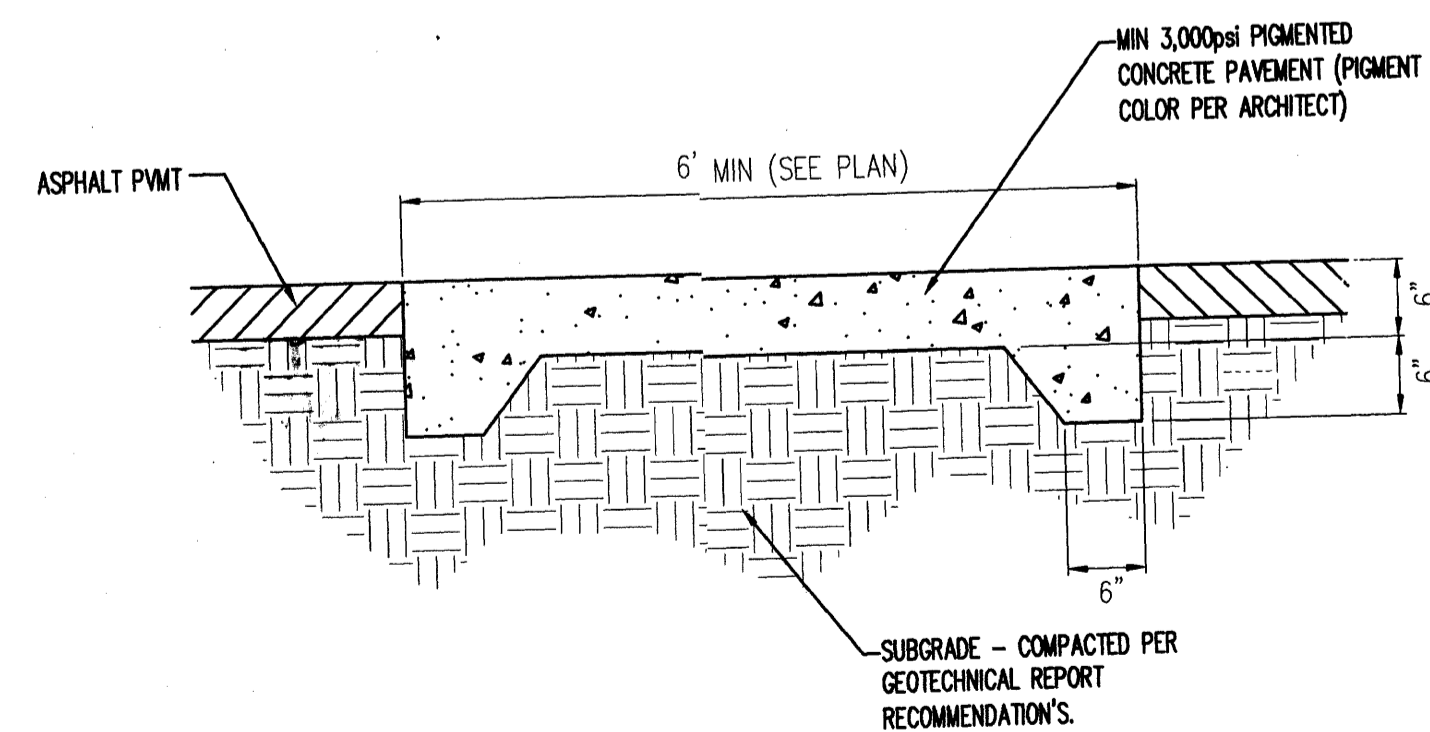 MIN 3,000psi PIGMENTED
CONCRETE PAVEMENT (PIGMENT
COLOR PER ARCHITECT)
6' MIN (SEE PLAN)
ASPHALT PVMT
6"
6"
6"
SUBGRADE - COMPACTED PER
GEOTECHNICAL REPORT
RECOMMENDATION'S.